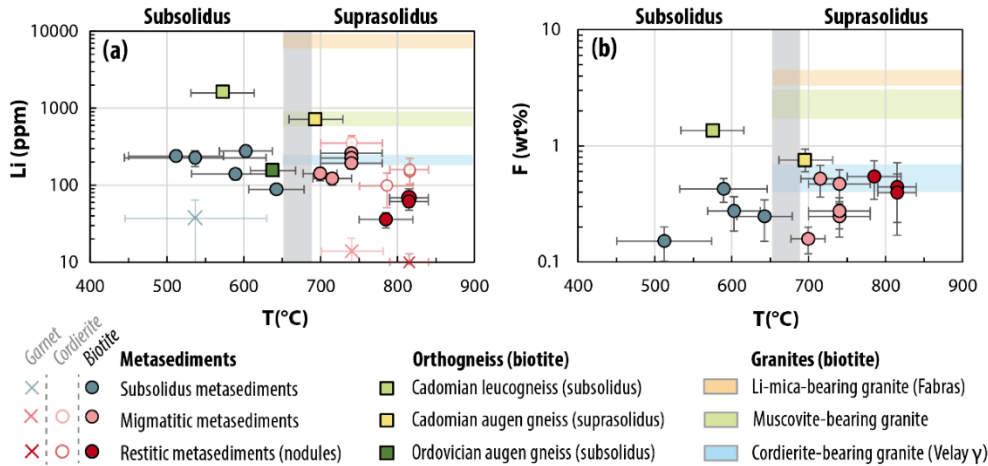 Subsolidus Suprasolidus
(a)
Li (ppm)
10000
1000
100
10
400 500 600 700 800 900
T(°C)
Subsolidus Suprasolidus
(b)
F (wt%)
10
1
0.1
400 500 600 700 800 900
T(°C)
Garnet
Cordierite
Biotite
Metasediments
Subsolidus metasediments
Migmatitic metasediments
Restitic metasediments (nodules)
Orthogneiss (biotite)
Cadomian leucogneiss (subsolidus)
Cadomian augen gneiss (suprasolidus)
Ordovician augen gneiss (subsolidus)
Granites (biotite)
Li-mica-bearing granite (Fabras)
Muscovite-bearing granite
Cordierite-bearing granite (Velay γ)